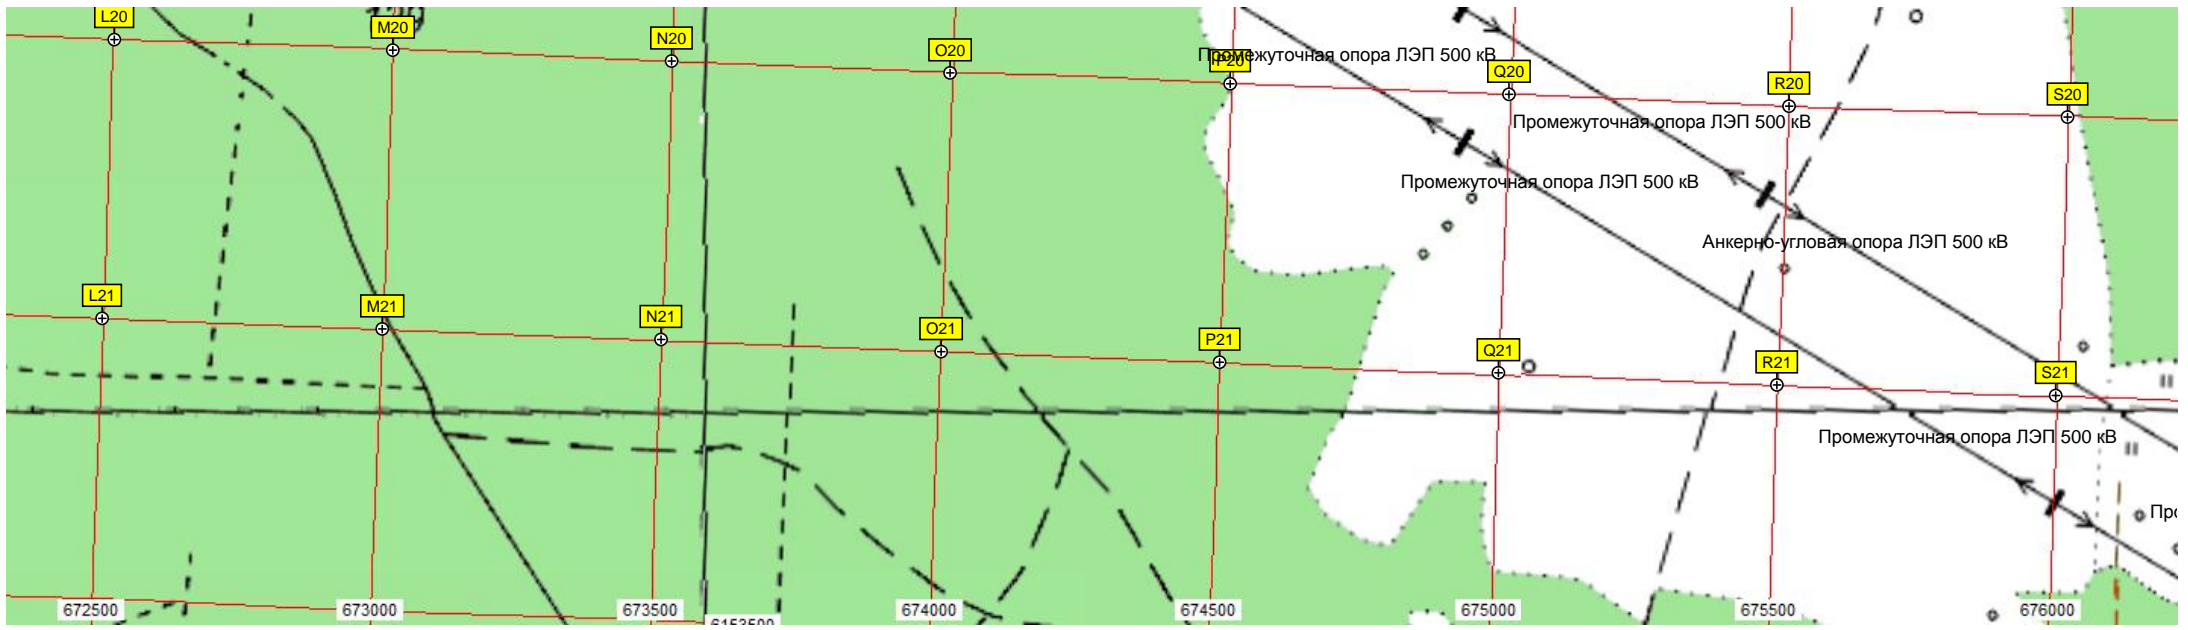 L20
M20
N20
O20
P20
Q20
R20
S20
Промежуточная опора ЛЭП 500 кВ
Промежуточная опора ЛЭП 500 кВ
Промежуточная опора ЛЭП 500 кВ
Анкерно-угловая опора ЛЭП 500 кВ
L21
M21
N21
O21
P21
Q21
R21
S21
Промежуточная опора ЛЭП 500 кВ
672500
673000
673500
6153500
674000
674500
675000
675500
676000